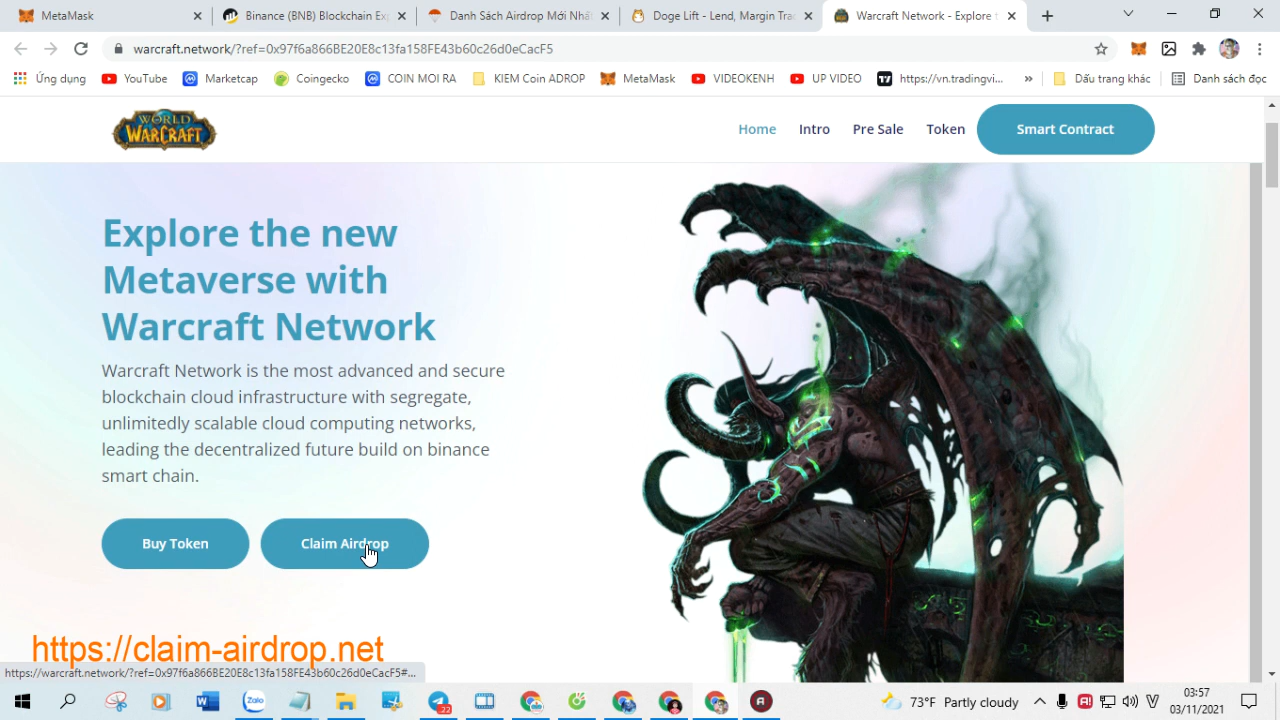 MetaMask
Binance (BNB) Blockchain Exp
Danh Sách Airdrop Mới Nhất
Doge Lift - Lend, Margin Trad
Warcraft Network - Explore t
warcraft.network/?ref=0x97f6a866BE20E8c13fa158FE43b60c26d0eCacF5
Ứng dụng
YouTube
Marketcap
Coingecko
COIN MOI RA
KIEM Coin ADROP
MetaMask
VIDEOKENH
UP VIDEO
https://vn.tradingvi...
»
Dấu trang khác
Danh sách đọc
WORLD
WARCRAFT
Home
Intro
Pre Sale
Token
Smart Contract
Explore the new
Metaverse with
Warcraft Network
Warcraft Network is the most advanced and secure
blockchain cloud infrastructure with segregate,
unlimitedly scalable cloud computing networks,
leading the decentralized future build on binance
smart chain.
Buy Token
Claim Airdrop
https://claim-airdrop.net
https://warcraft.network/?ref=0x97f6a866BE20E8c13fa158FE43b60c26d0eCacF5#...
Zalo
22
73°F Partly cloudy
03:57
03/11/2021